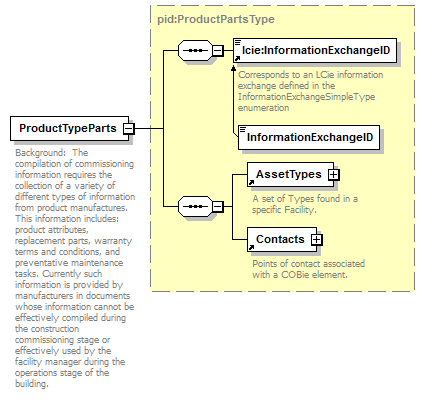 pid:ProductPartsType
lcie:InformationExchangeID
Corresponds to an LCie information
exchange defined in the
InformationExchangeSimpleType
enumeration
InformationExchangeID
ProductTypeParts
Background:  The
compilation of commissioning
information requires the
collection of a variety of
different types of information
from product manufactures.
This information includes:
product attributes,
replacement parts, warranty
terms and conditions, and
preventative maintenance
tasks. Currently such
information is provided by
manufacturers in documents
whose information cannot be
effectively compiled during
the construction
commissioning stage or
effectively used by the
facility manager during the
operations stage of the
building.
AssetTypes
A set of Types found in a
specific Facility.
Contacts
Points of contact associated
with a COBie element.